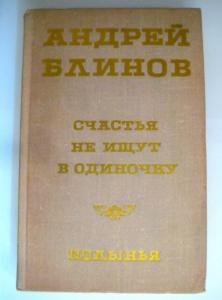 АНДРЕЙ
БЛИНОВ
СЧАСТЬЯ
НЕ ИЩУТ
В ОДИНОЧКУ
ПОЛЫНЬЯ